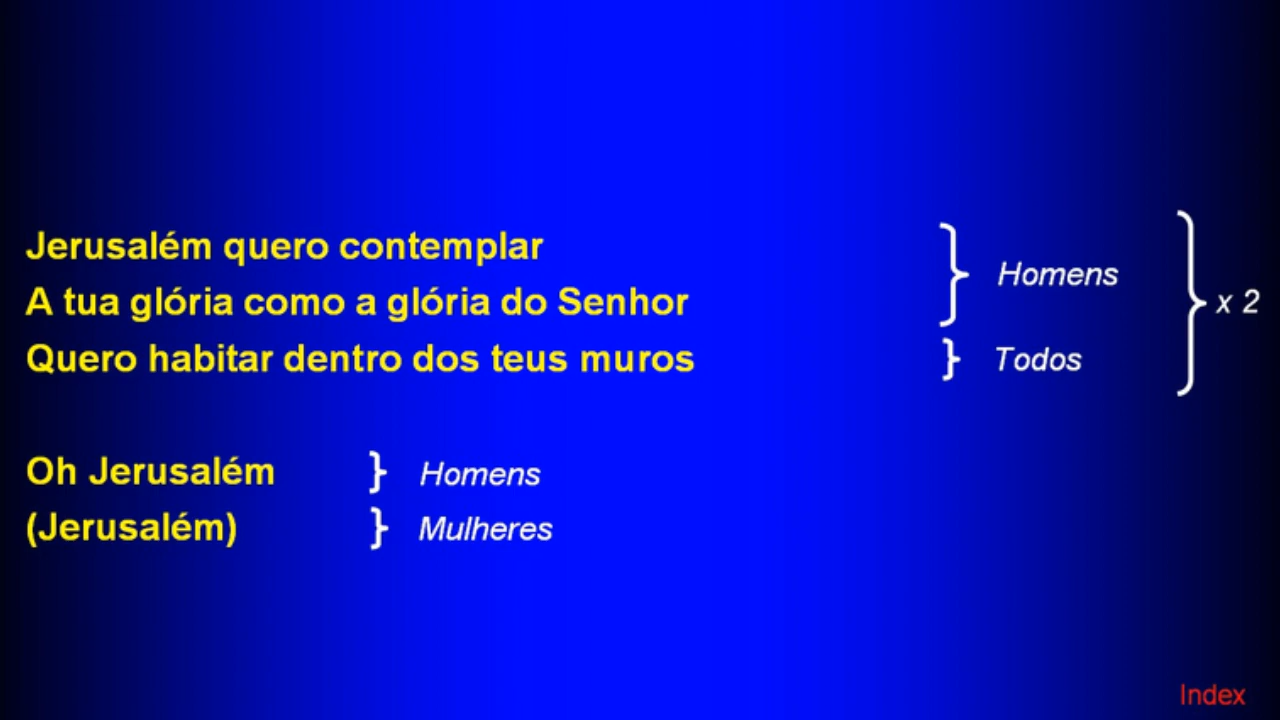 Jerusalém quero contemplar
A tua glória como a glória do Senhor
Homens
x 2
Quero habitar dentro dos teus muros
Todos
Oh Jerusalém
Homens
(Jerusalém)
Mulheres
Index